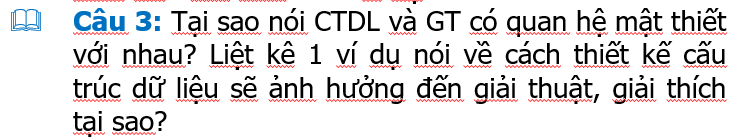 Câu 3: Tại sao nói CTDL và GT có quan hệ mật thiết
với nhau? Liệt kê 1 ví dụ nói về cách thiết kế cấu
trúc dữ liệu sẽ ảnh hưởng đến giải thuật, giải thích
tại sao?